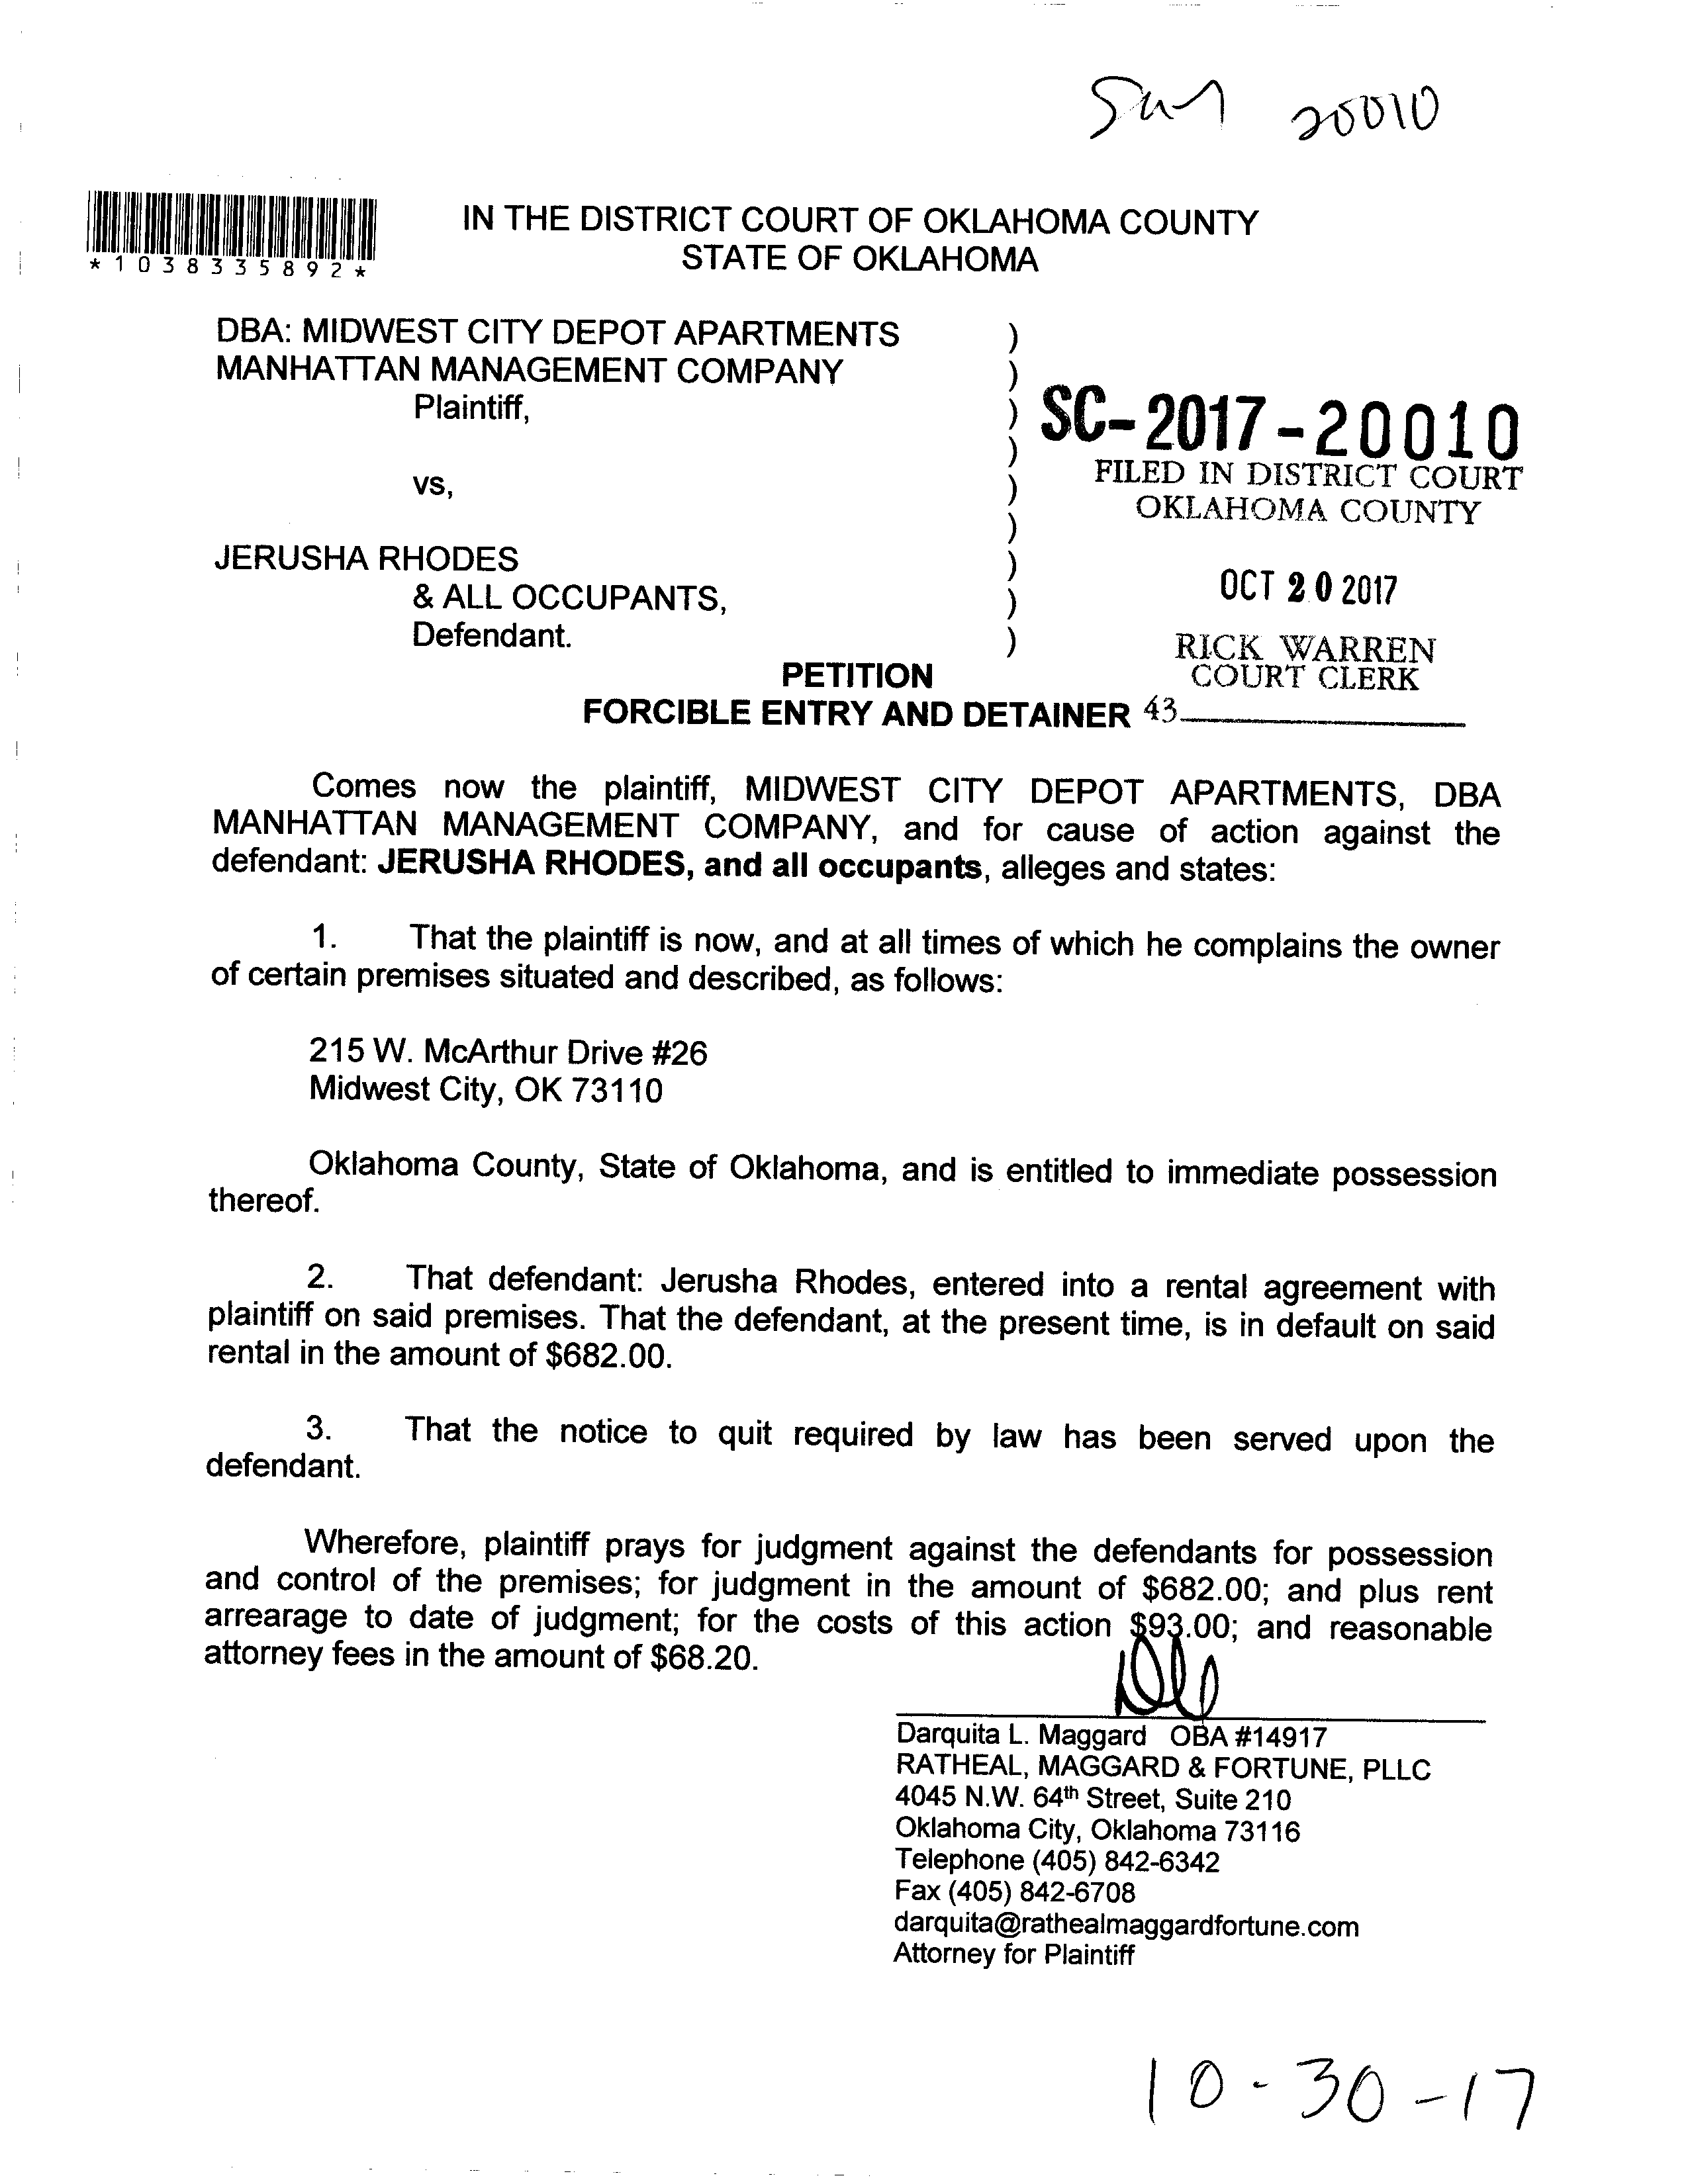 20010
*1038335892*
IN THE DISTRICT COURT OF OKLAHOMA COUNTY
STATE OF OKLAHOMA
DBA: MIDWEST CITY DEPOT APARTMENTS )
MANHATTAN MANAGEMENT COMPANY )
Plaintiff, )
SC-2017-20010
)
FILED IN DISTRICT COURT
vs, )
OKLAHOMA COUNTY
)
JERUSHA RHODES )
& ALL OCCUPANTS, )
OCT 20 2017
Defendant. )
RICK WARREN
COURT CLERK
PETITION
FORCIBLE ENTRY AND DETAINER 43
Comes now the plaintiff, MIDWEST CITY DEPOT APARTMENTS, DBA
MANHATTAN MANAGEMENT COMPANY, and for cause of action against the
defendant: JERUSHA RHODES, and all occupants, alleges and states:
1. That the plaintiff is now, and at all times of which he complains the owner
of certain premises situated and described, as follows:
215 W. McArthur Drive #26
Midwest City, OK 73110
Oklahoma County, State of Oklahoma, and is entitled to immediate possession
thereof.
2. That defendant: Jerusha Rhodes, entered into a rental agreement with
plaintiff on said premises. That the defendant, at the present time, is in default on said
rental in the amount of $682.00.
3. That the notice to quit required by law has been served upon the
defendant.
Wherefore, plaintiff prays for judgment against the defendants for possession
and control of the premises; for judgment in the amount of $682.00; and plus rent
arrearage to date of judgment; for the costs of this action $93.00; and reasonable
attorney fees in the amount of $68.20.
Darquita L. Maggard OBA #14917
RATHEAL, MAGGARD & FORTUNE, PLLC
4045 N.W. 64th Street, Suite 210
Oklahoma City, Oklahoma 73116
Telephone (405) 842-6342
Fax (405) 842-6708
darquita@rathealmaggardfortune.com
Attorney for Plaintiff
10-30-17